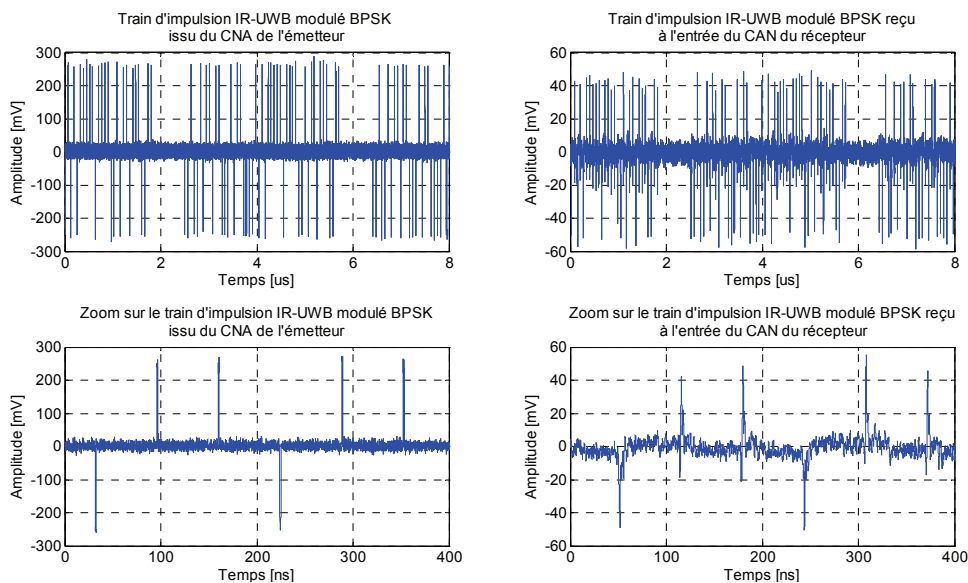 Train d'impulsion IR-UWB modulé BPSK
issu du CNA de l'émetteur
300
200
100
0
-100
-200
-300
Amplitude [mV]
0 2 4 6 8
Temps [us]
Train d'impulsion IR-UWB modulé BPSK reçu
à l'entrée du CAN du récepteur
60
40
20
0
-20
-40
-60
Amplitude [mV]
0 2 4 6 8
Temps [us]
Zoom sur le train d'impulsion IR-UWB modulé BPSK
issu du CNA de l'émetteur
300
200
100
0
-100
-200
-300
Amplitude [mV]
0 100 200 300 400
Temps [ns]
Zoom sur le train d'impulsion IR-UWB modulé BPSK reçu
à l'entrée du CAN du récepteur
60
40
20
0
-20
-40
-60
Amplitude [mV]
0 100 200 300 400
Temps [ns]